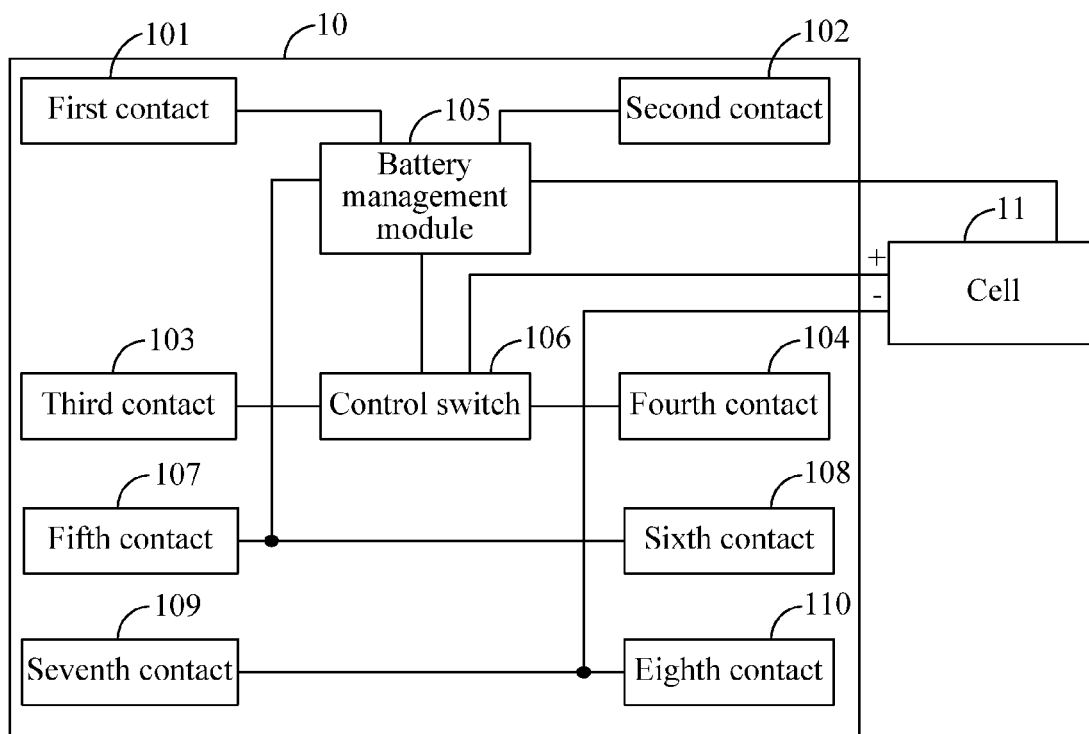 101
10
102
First contact
105
Second contact
Battery
management
module
11
+
-
Cell
103
106
104
Third contact
Control switch
Fourth contact
107
108
Fifth contact
Sixth contact
109
110
Seventh contact
Eighth contact